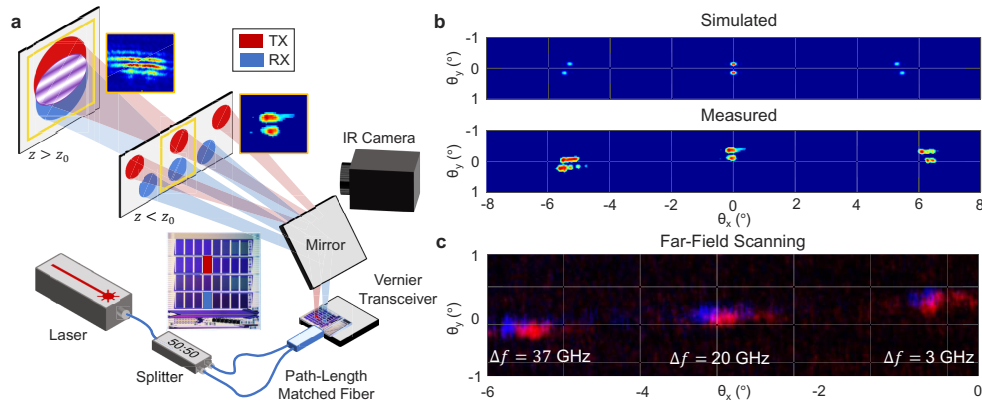 a
TX
RX
z > z₀
z < z₀
IR Camera
Mirror
Vernier
Transceiver
Laser
50:50
Splitter
Path-Length
Matched Fiber
b
Simulated
-1
0
1
θy (°)
Measured
-1
0
1
θy (°)
-8 -6 -4 -2 0 2 4 6 8
θx (°)
c
Far-Field Scanning
1
0
-1
θy (°)
Δf = 37 GHz
Δf = 20 GHz
Δf = 3 GHz
-6 -4 -2 0
θx (°)